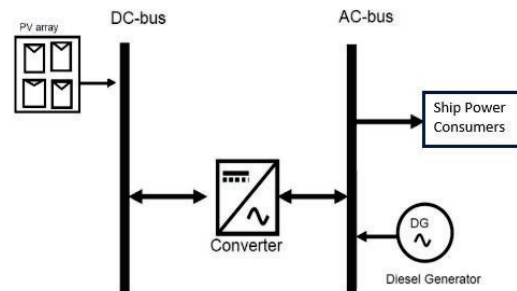 DC-bus
AC-bus
PV array
Ship Power
Consumers
Converter
DG
Diesel Generator